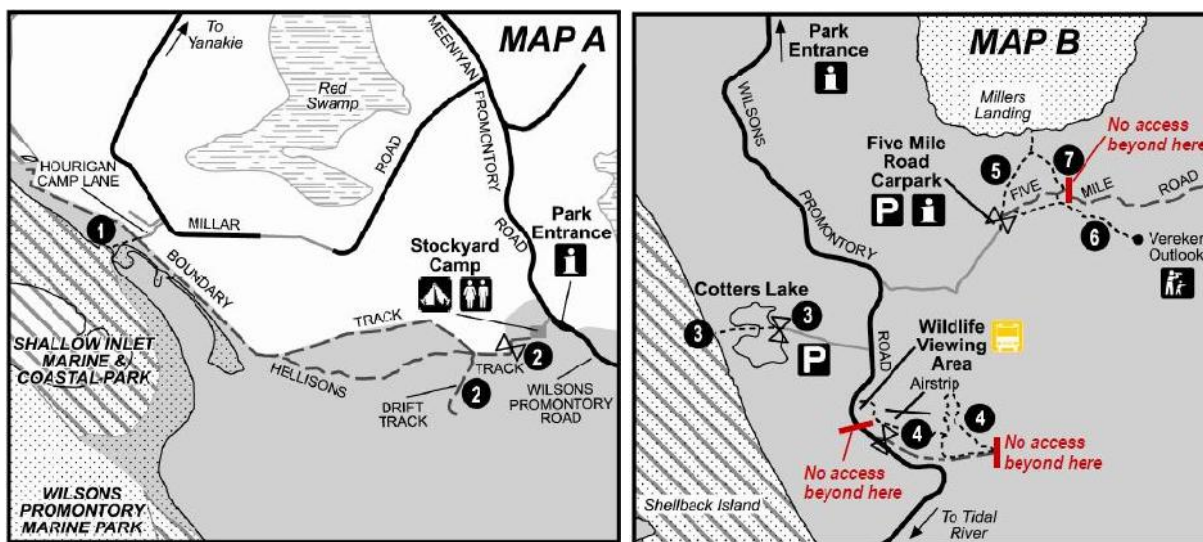 MAP A
To
Yanakie
MEENIYAN
PROMONTORY
ROAD
Red
Swamp
ROAD
HOURIGAN
CAMP LANE
MILLAR
1
BOUNDARY
TRACK
Stockyard
Camp
Park
Entrance
i
2
HELLISONS
TRACK
2
DRIFT
TRACK
WILSONS
PROMONTORY
ROAD
SHALLOW INLET
MARINE &
COASTAL PARK
WILSONS
PROMONTORY
MARINE PARK
MAP B
Park
Entrance
i
WILSONS
PROMONTORY
ROAD
Millers
Landing
No access
beyond here
Five Mile
Road
Carpark
P i
5
7
FIVE MILE ROAD
6
Vereker
Outlook
Cotters Lake
3
3
P
Wildlife
Viewing
Area
Airstrip
4
4
No access
beyond here
No access
beyond here
Shellback Island
To Tidal
River